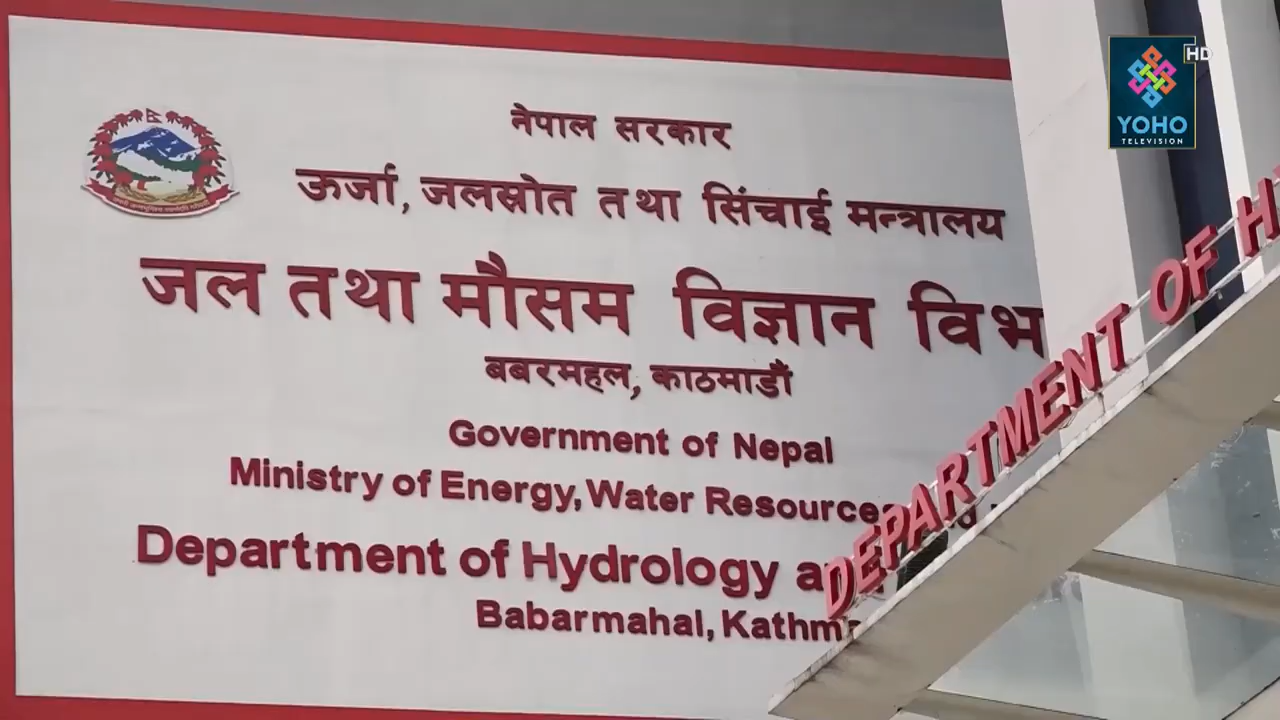 नेपाल सरकार
ऊर्जा, जलस्रोत तथा सिंचाई मन्त्रालय
जल तथा मौसम विज्ञान विभ
बबरमहल, काठमाडौं
Government of Nepal
Ministry of Energy, Water Resources
Department of Hydrology a
Babarmahal, Kathm
DEPARTMENT OF H
HD
YOHO
TELEVISION